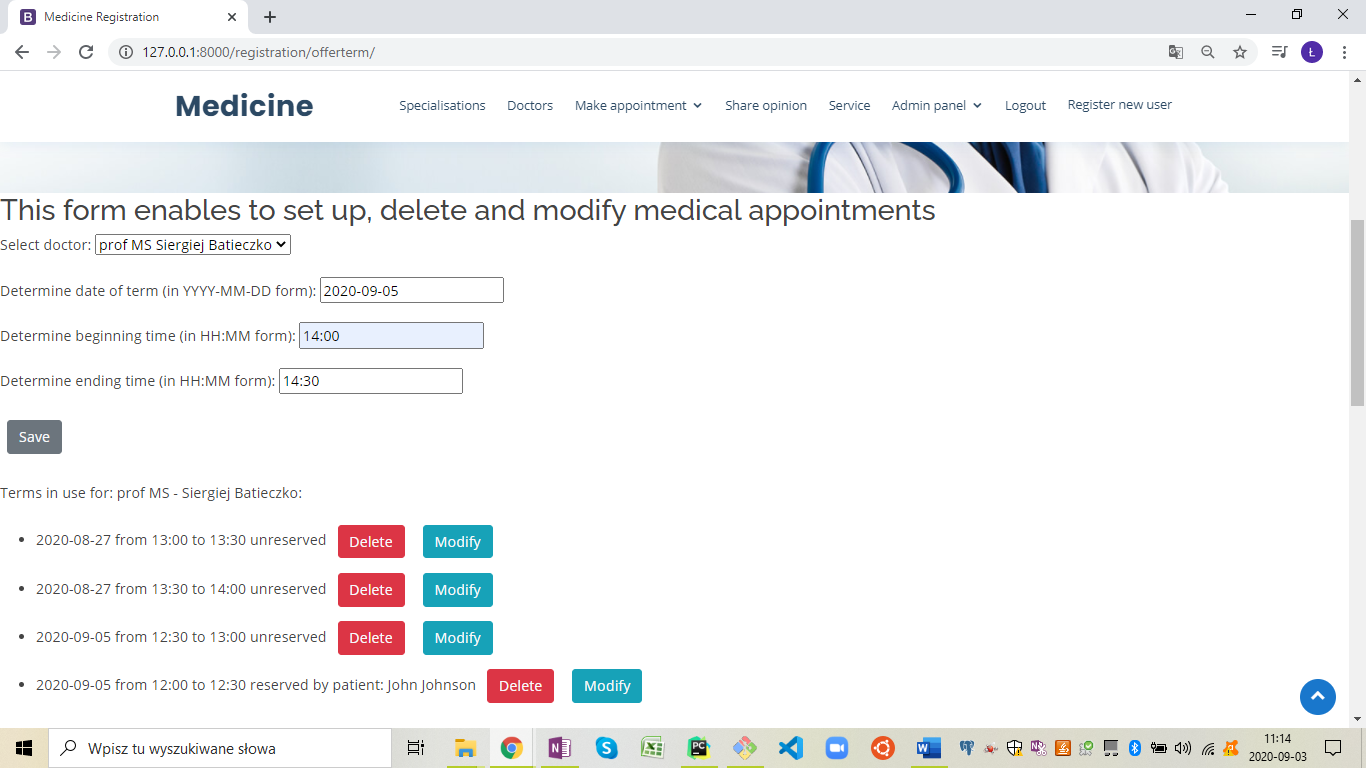 Medicine Registration
127.0.0.1:8000/registration/offerterm/
Ł
Medicine
Specialisations Doctors Make appointment Share opinion Service Admin panel Logout Register new user
This form enables to set up, delete and modify medical appointments
Select doctor: prof MS Siergiej Batieczko
Determine date of term (in YYYY-MM-DD form): 2020-09-05
Determine beginning time (in HH:MM form): 14:00
Determine ending time (in HH:MM form): 14:30
Save
Terms in use for: prof MS - Siergiej Batieczko:
2020-08-27 from 13:00 to 13:30 unreserved Delete Modify
2020-08-27 from 13:30 to 14:00 unreserved Delete Modify
2020-09-05 from 12:30 to 13:00 unreserved Delete Modify
2020-09-05 from 12:00 to 12:30 reserved by patient: John Johnson Delete Modify
Wpisz tu wyszukiwane słowa
11:14
2020-09-03